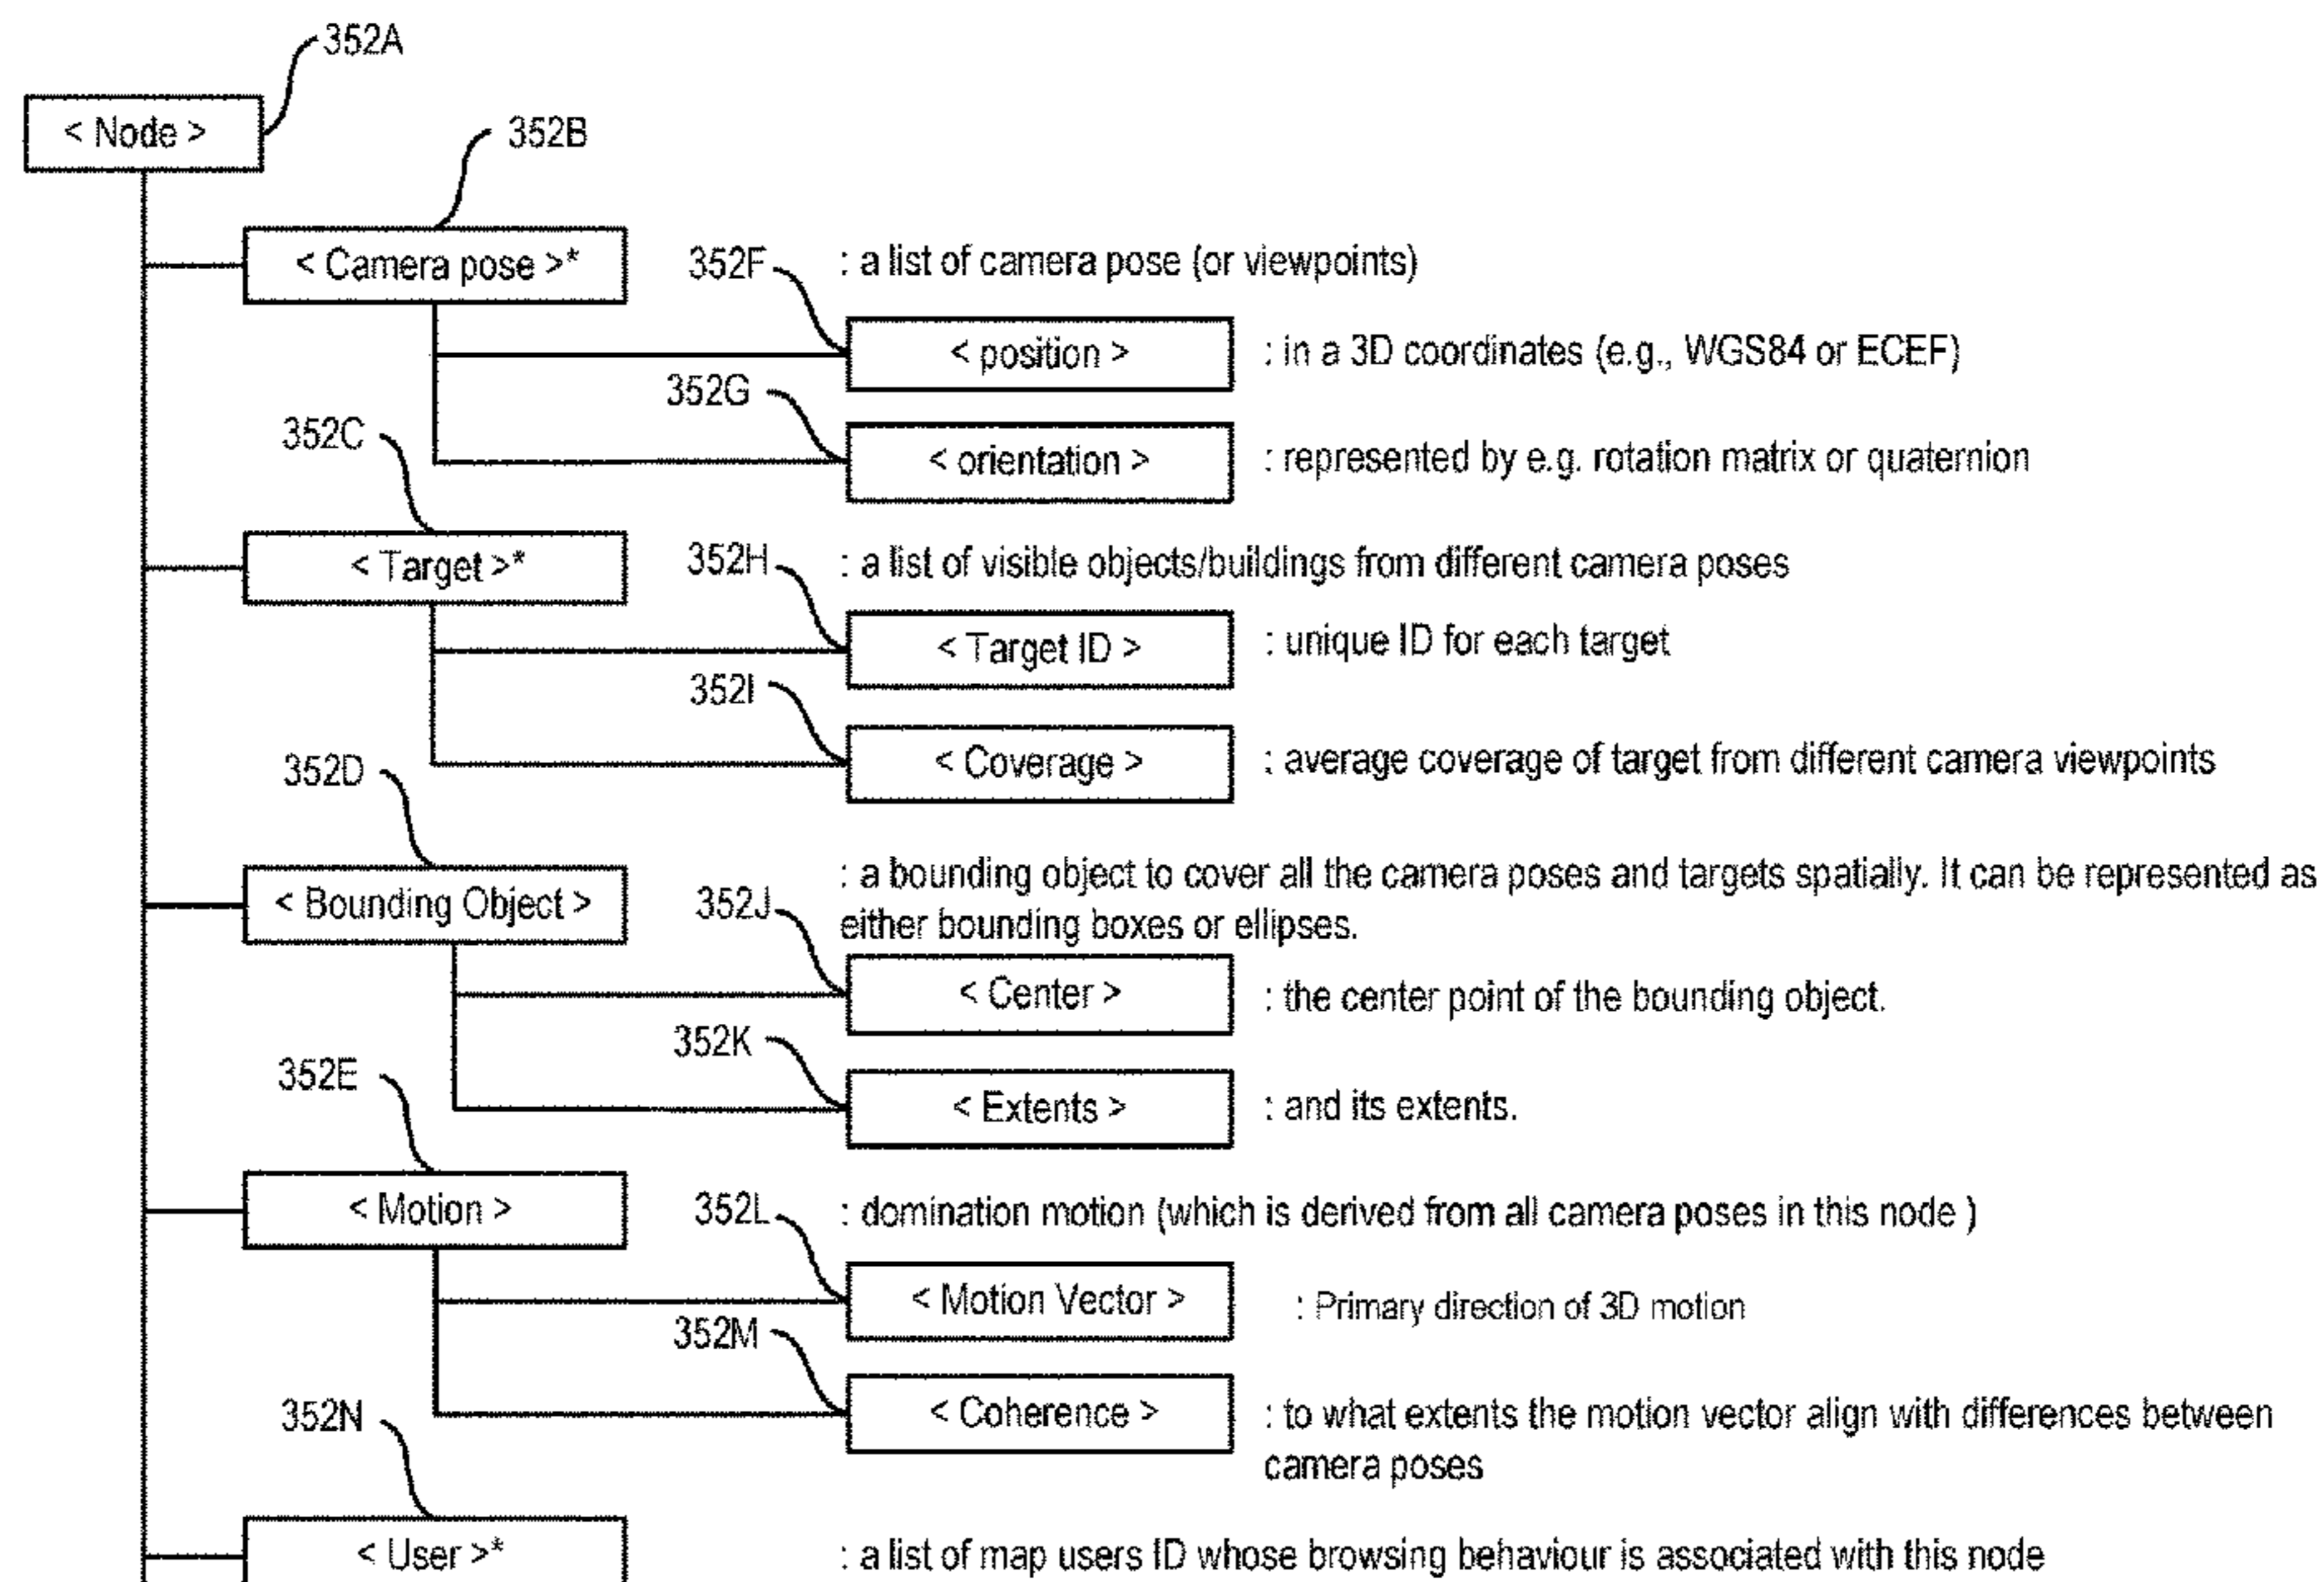 352A
< Node >
352B
< Camera pose >*
352F
: a list of camera pose (or viewpoints)
< position >
: in a 3D coordinates (e.g., WGS84 or ECEF)
352G
352C
< orientation >
: represented by e.g. rotation matrix or quaternion
< Target >*
352H
: a list of visible objects/buildings from different camera poses
< Target ID >
: unique ID for each target
352I
352D
< Coverage >
: average coverage of target from different camera viewpoints
< Bounding Object >
352J
: a bounding object to cover all the camera poses and targets spatially. It can be represented as
either bounding boxes or ellipses.
< Center >
: the center point of the bounding object.
352K
352E
< Extents >
: and its extents.
< Motion >
352L
: domination motion (which is derived from all camera poses in this node )
< Motion Vector >
: Primary direction of 3D motion
352M
352N
< Coherence >
: to what extents the motion vector align with differences between
camera poses
< User >*
: a list of map users ID whose browsing behaviour is associated with this node